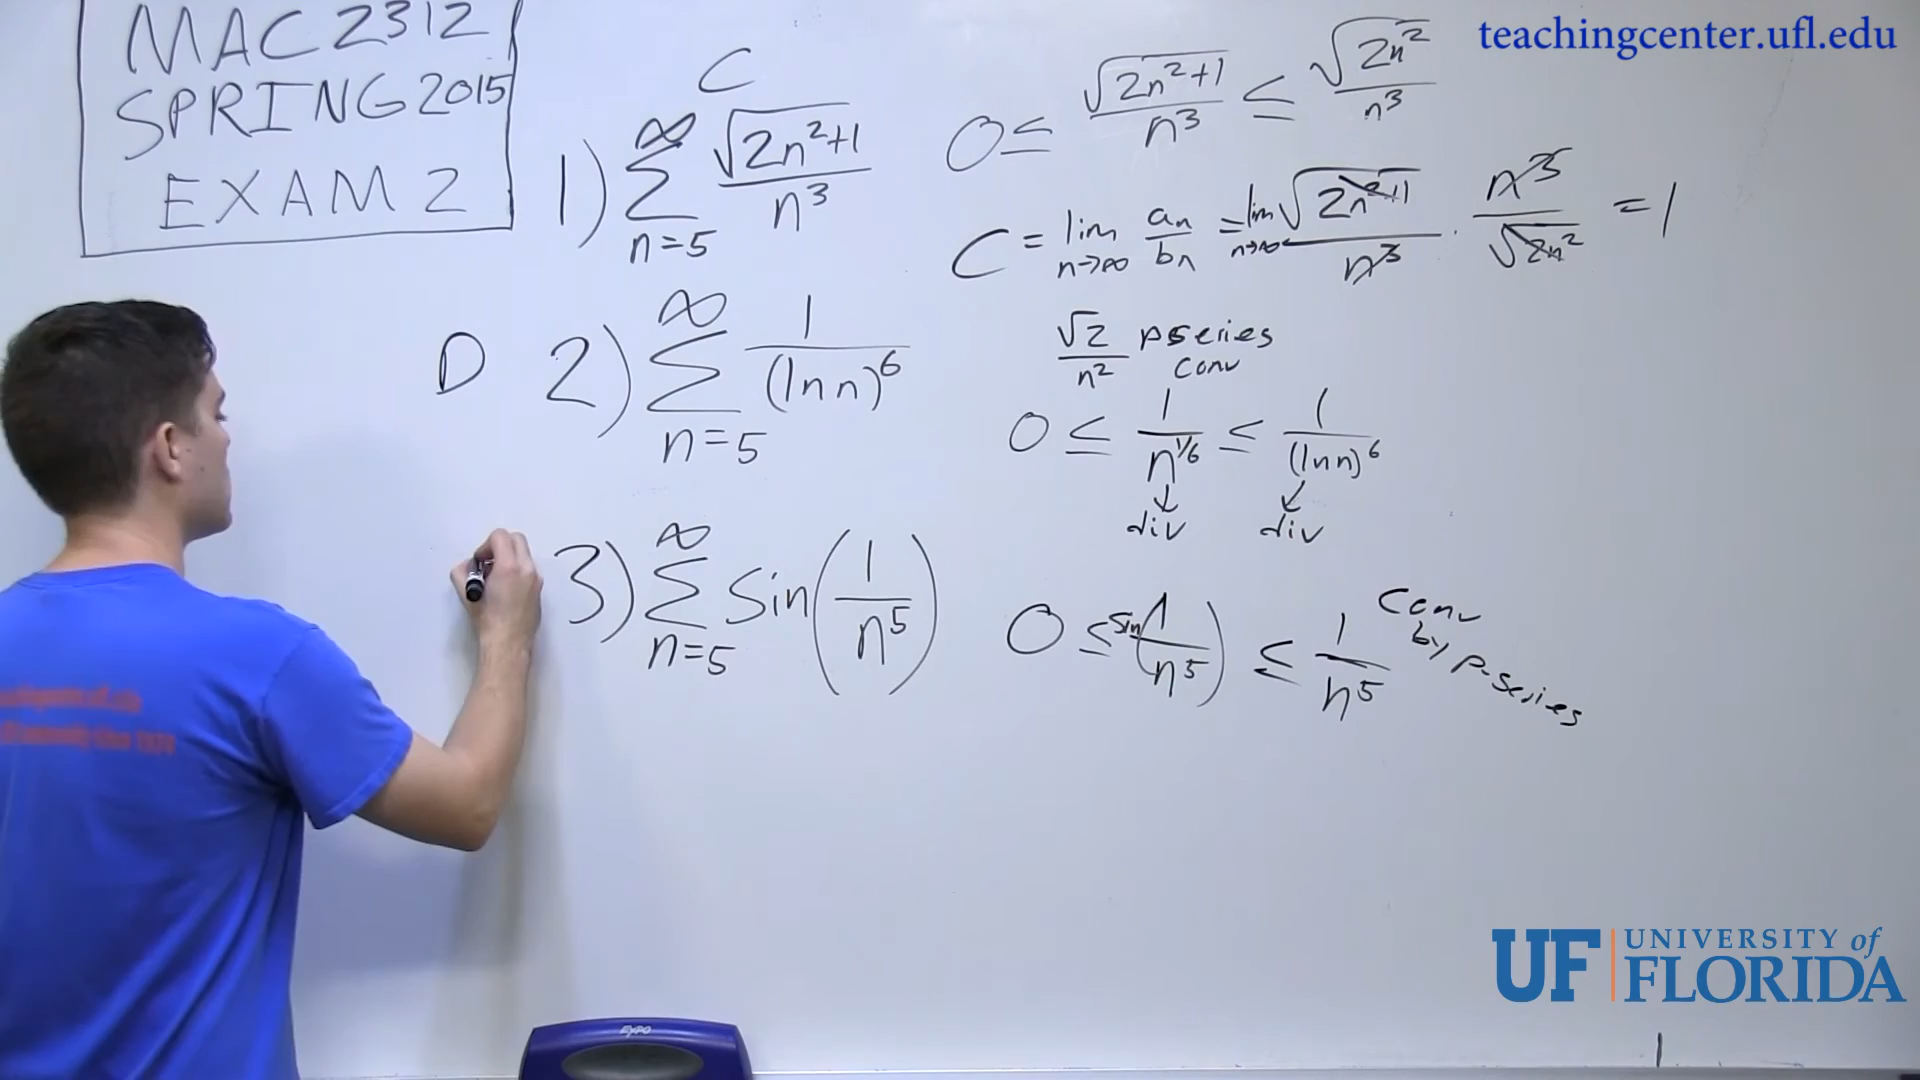 teachingcenter.ufl.edu
MAC 2312
SPRING 2015
EXAM 2
C
1) ∞ Σ n=5 √(2n²+1) / n³
0 ≤ √(2n²+1) / n³ ≤ √(2n²) / n³
C = lim n→∞ aₙ/bₙ = lim n→∞ √(2n²+1) / n³ · n³ / √(2n²) = 1
√2 / n² p series
conv
D 2) ∞ Σ n=5 1 / (ln n)⁶
0 ≤ 1 / n^1/6 ≤ 1 / (ln n)⁶
↓ ↓
div div
3) ∞ Σ n=5 Sin(1 / n⁵)
0 ≤ sin(1 / n⁵) ≤ 1 / n⁵
Conv
by p-series
EXPO
UF UNIVERSITY of
FLORIDA